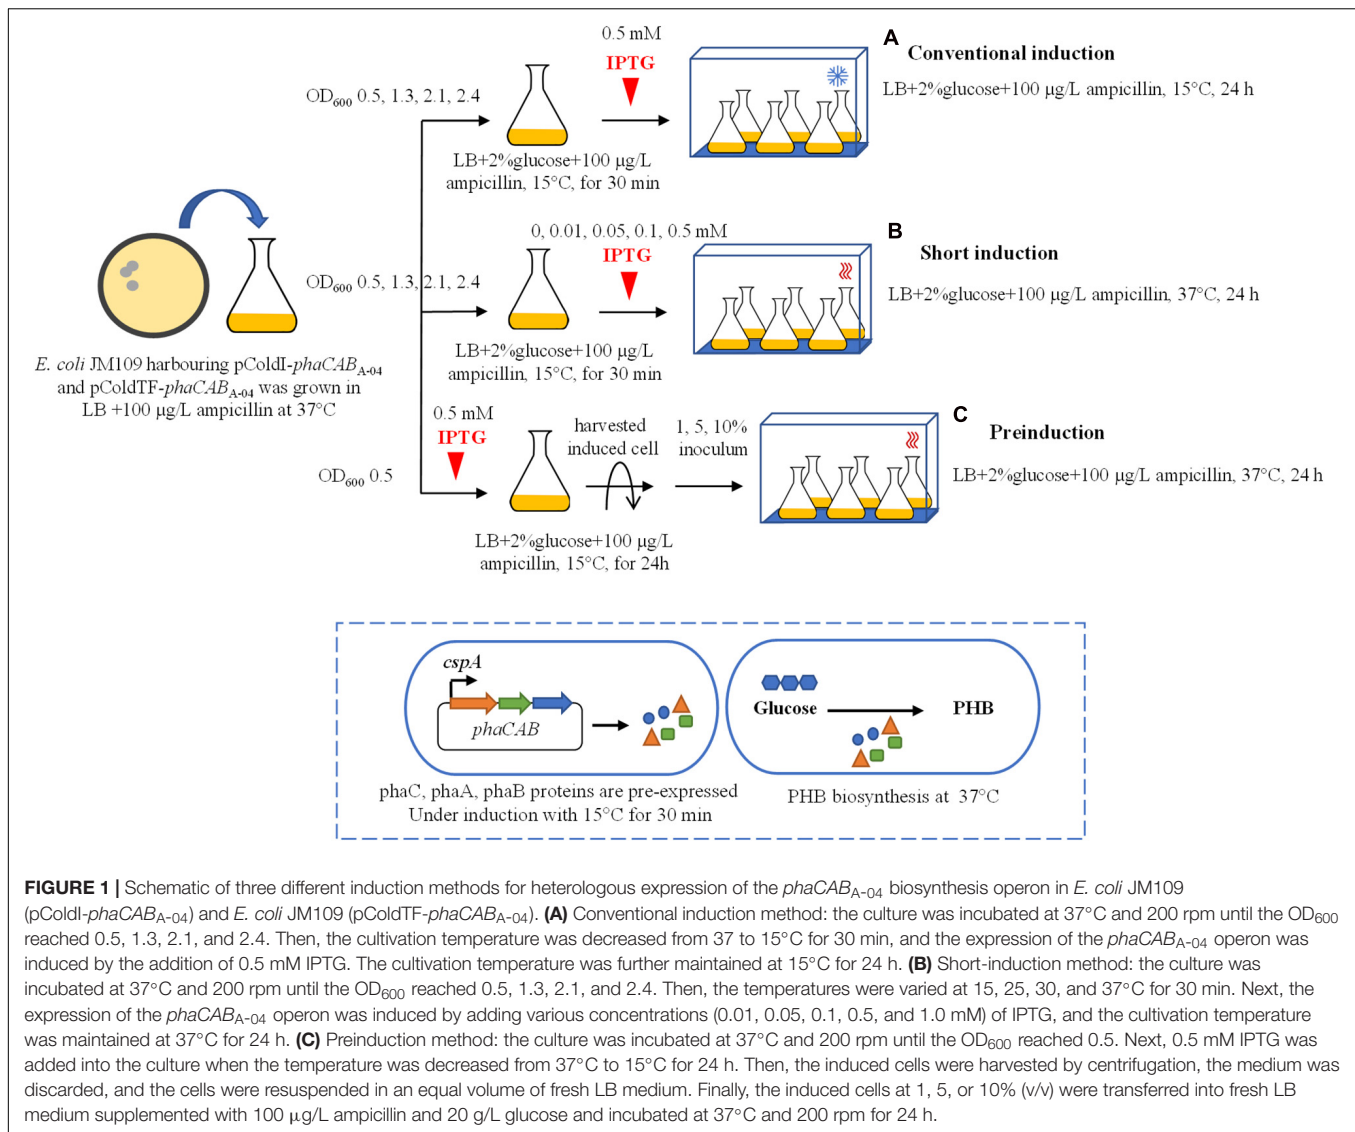 0.5 mM
IPTG
OD600 0.5, 1.3, 2.1, 2.4
LB+2%glucose+100 μg/L
ampicillin, 15°C, for 30 min
A
Conventional induction
LB+2%glucose+100 μg/L ampicillin, 15°C, 24 h
0, 0.01, 0.05, 0.1, 0.5 mM
IPTG
OD600 0.5, 1.3, 2.1, 2.4
LB+2%glucose+100 μg/L
ampicillin, 15°C, for 30 min
B
Short induction
LB+2%glucose+100 μg/L ampicillin, 37°C, 24 h
E. coli JM109 harbouring pColdI-phaCABA-04
and pColdTF-phaCABA-04 was grown in
LB +100 μg/L ampicillin at 37°C
0.5 mM
IPTG
OD600 0.5
harvested
induced cell
1, 5, 10%
inoculum
LB+2%glucose+100 μg/L
ampicillin, 15°C, for 24h
C
Preinduction
LB+2%glucose+100 μg/L ampicillin, 37°C, 24 h
cspA
phaCAB
phaC, phaA, phaB proteins are pre-expressed
Under induction with 15°C for 30 min
Glucose
PHB
PHB biosynthesis at 37°C
FIGURE 1 | Schematic of three different induction methods for heterologous expression of the phaCABA-04 biosynthesis operon in E. coli JM109
(pColdI-phaCABA-04) and E. coli JM109 (pColdTF-phaCABA-04). (A) Conventional induction method: the culture was incubated at 37°C and 200 rpm until the OD600
reached 0.5, 1.3, 2.1, and 2.4. Then, the cultivation temperature was decreased from 37 to 15°C for 30 min, and the expression of the phaCABA-04 operon was
induced by the addition of 0.5 mM IPTG. The cultivation temperature was further maintained at 15°C for 24 h. (B) Short-induction method: the culture was
incubated at 37°C and 200 rpm until the OD600 reached 0.5, 1.3, 2.1, and 2.4. Then, the temperatures were varied at 15, 25, 30, and 37°C for 30 min. Next, the
expression of the phaCABA-04 operon was induced by adding various concentrations (0.01, 0.05, 0.1, 0.5, and 1.0 mM) of IPTG, and the cultivation temperature
was maintained at 37°C for 24 h. (C) Preinduction method: the culture was incubated at 37°C and 200 rpm until the OD600 reached 0.5. Next, 0.5 mM IPTG was
added into the culture when the temperature was decreased from 37°C to 15°C for 24 h. Then, the induced cells were harvested by centrifugation, the medium was
discarded, and the cells were resuspended in an equal volume of fresh LB medium. Finally, the induced cells at 1, 5, or 10% (v/v) were transferred into fresh LB
medium supplemented with 100 μg/L ampicillin and 20 g/L glucose and incubated at 37°C and 200 rpm for 24 h.